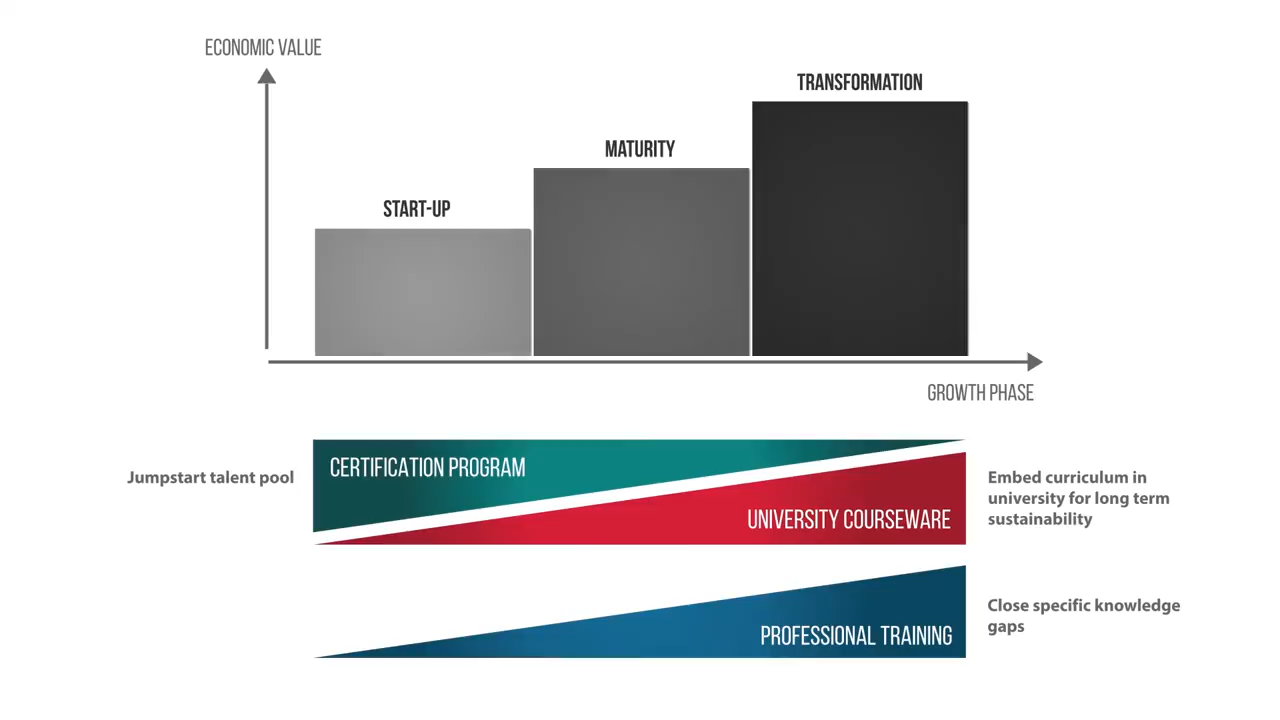 ECONOMIC VALUE
TRANSFORMATION
MATURITY
START-UP
GROWTH PHASE
CERTIFICATION PROGRAM
Jumpstart talent pool
Embed curriculum in
university for long term
sustainability
UNIVERSITY COURSEWARE
Close specific knowledge
gaps
PROFESSIONAL TRAINING